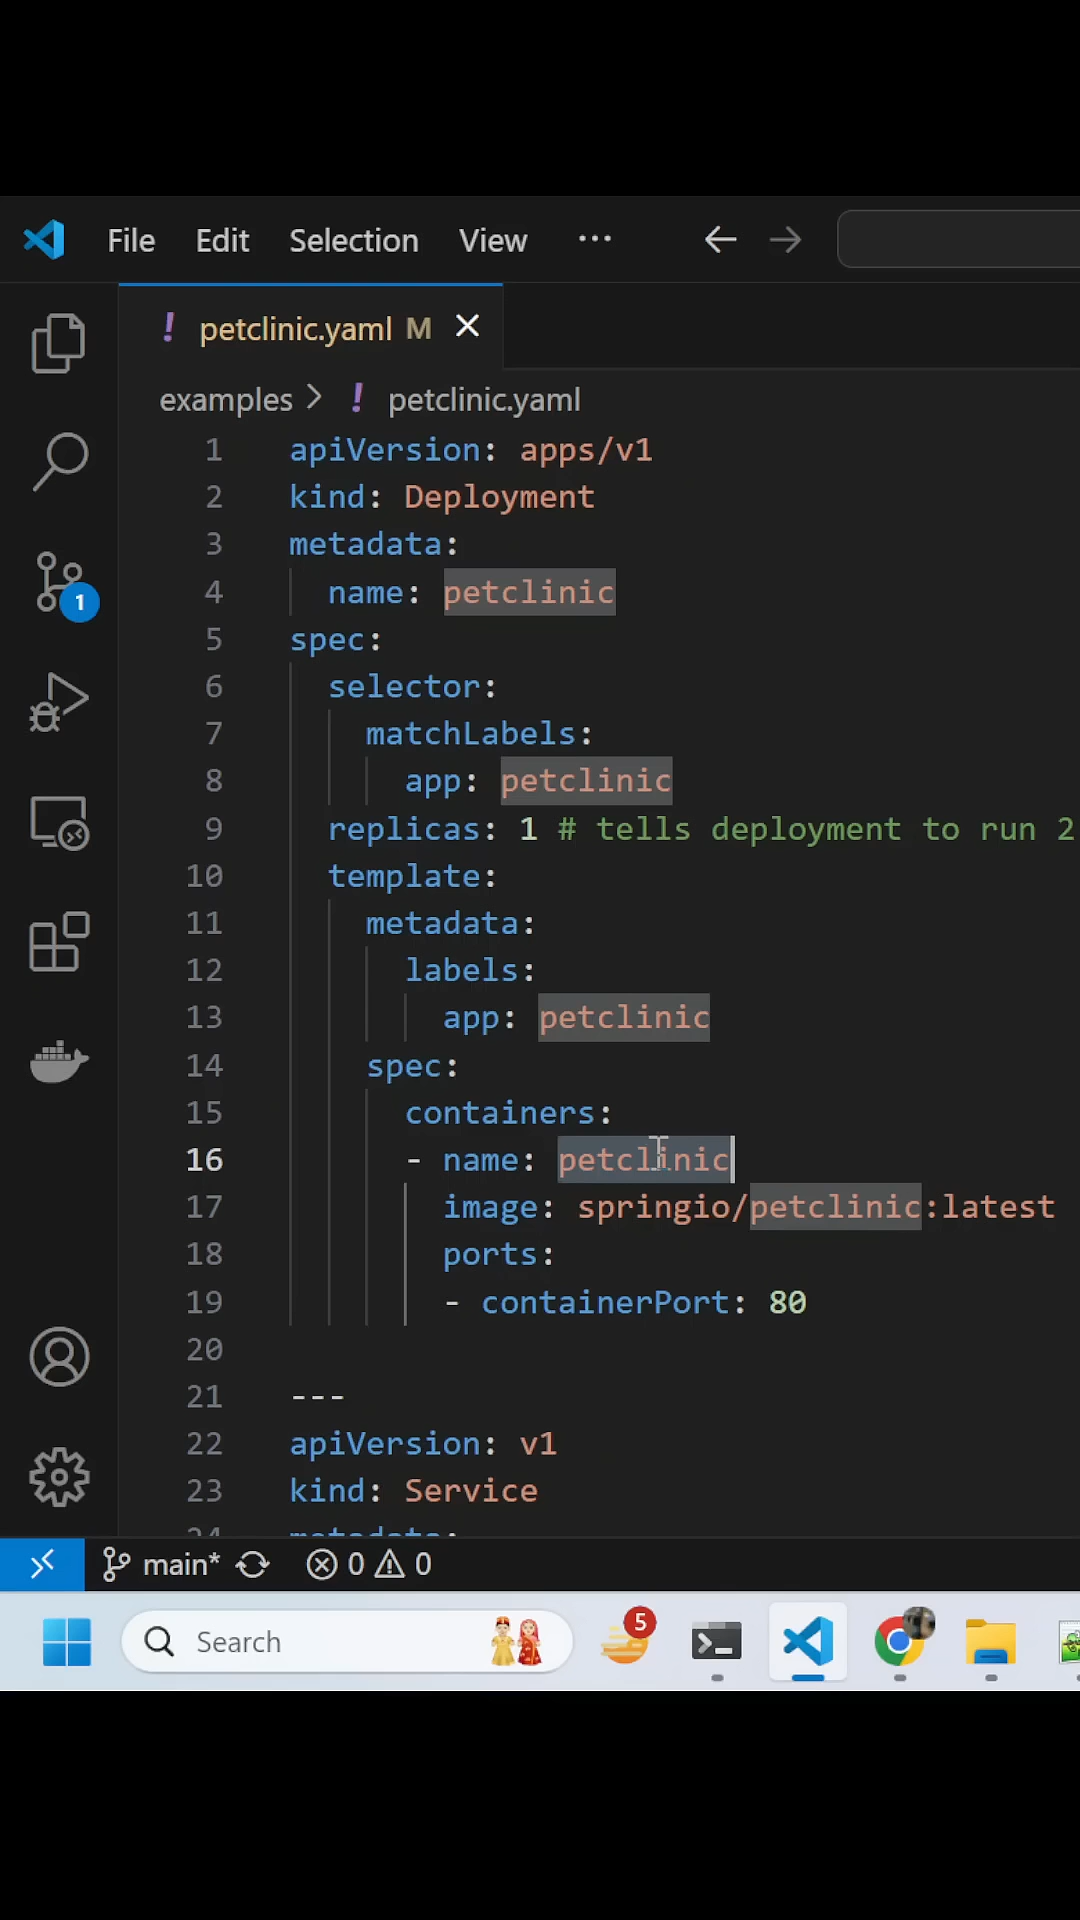 File Edit Selection View ...
! petclinic.yaml M
examples > ! petclinic.yaml
1 apiVersion: apps/v1
2 kind: Deployment
3 metadata:
4 name: petclinic
5 spec:
6 selector:
7 matchLabels:
8 app: petclinic
9 replicas: 1 # tells deployment to run 2
10 template:
11 metadata:
12 labels:
13 app: petclinic
14 spec:
15 containers:
16 - name: petclinic
17 image: springio/petclinic:latest
18 ports:
19 - containerPort: 80
20
21 ---
22 apiVersion: v1
23 kind: Service
24 metadata:
1
main* 0 0
Search
5